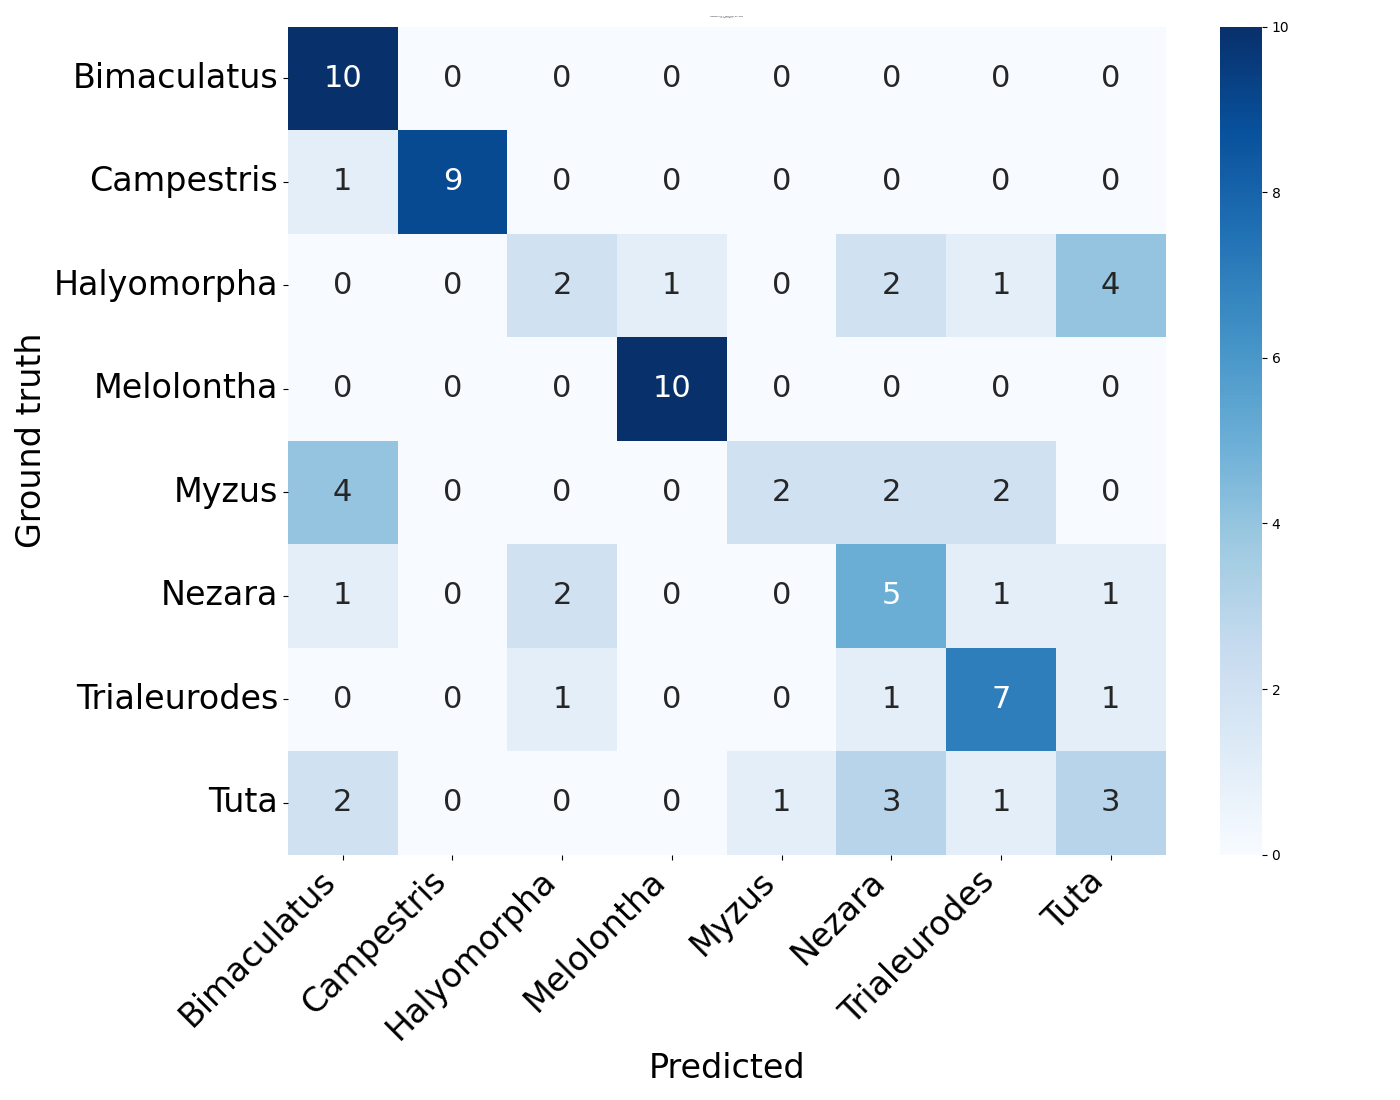 Bimaculatus 10 0 0 0 0 0 0 0
Campestris 1 9 0 0 0 0 0 0
Halyomorpha 0 0 2 1 0 2 1 4
Melolontha 0 0 0 10 0 0 0 0
Myzus 4 0 0 0 2 2 2 0
Nezara 1 0 2 0 0 5 1 1
Trialeurodes 0 0 1 0 0 1 7 1
Tuta 2 0 0 0 1 3 1 3
Ground truth
Bimaculatus Campestris Halyomorpha Melolontha Myzus Nezara Trialeurodes Tuta
Predicted
10
8
6
4
2
0